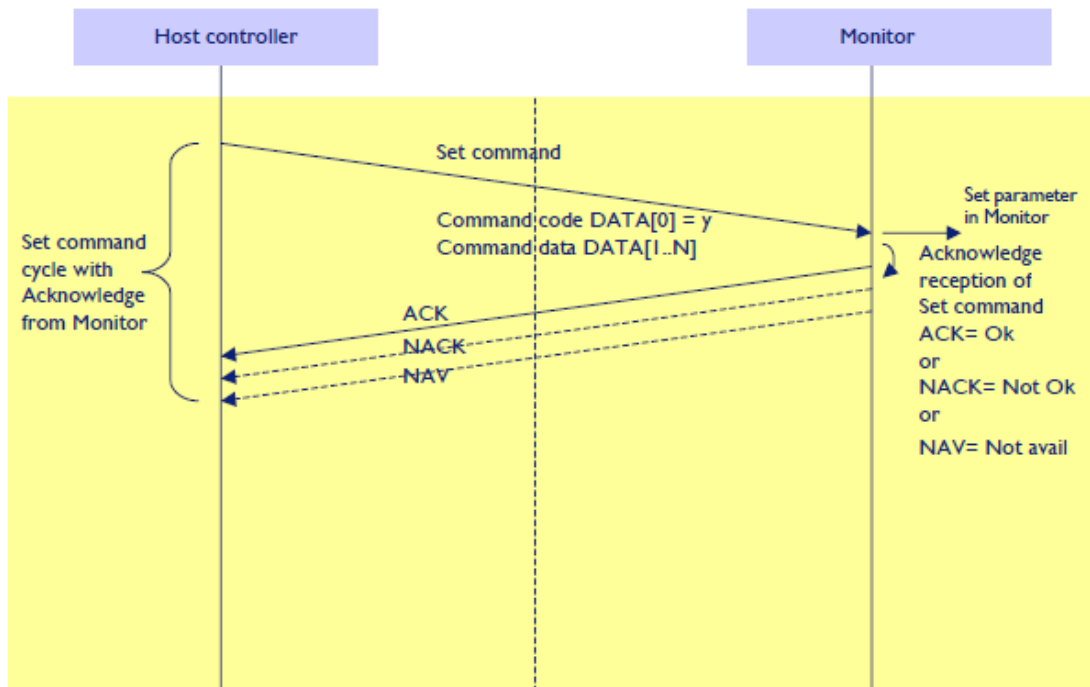 Host controller
Monitor
Set command
Set parameter
in Monitor
Command code DATA[0] = y
Command data DATA[1..N]
Set command
cycle with
Acknowledge
from Monitor
Acknowledge
reception of
Set command
ACK= Ok
or
NACK= Not Ok
or
NAV= Not avail
ACK
NACK
NAV